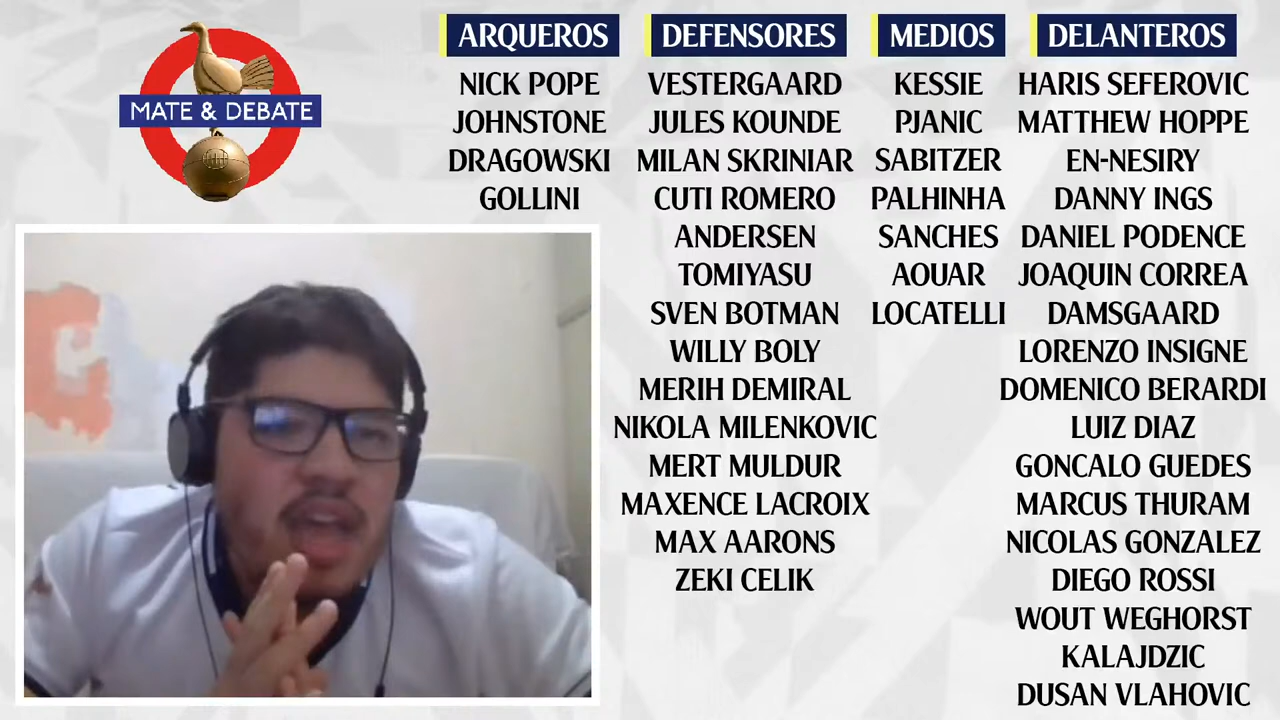 MATE & DEBATE
ARQUEROS
NICK POPE
JOHNSTONE
DRAGOWSKI
GOLLINI
DEFENSORES
VESTERGAARD
JULES KOUNDE
MILAN SKRINIAR
CUTI ROMERO
ANDERSEN
TOMIYASU
SVEN BOTMAN
WILLY BOLY
MERIH DEMIRAL
NIKOLA MILENKOVIC
MERT MULDUR
MAXENCE LACROIX
MAX AARONS
ZEKI CELIK
MEDIOS
KESSIE
PJANIC
SABITZER
PALHINHA
SANCHES
AOUAR
LOCATELLI
DELANTEROS
HARIS SEFEROVIC
MATTHEW HOPPE
EN-NESIRY
DANNY INGS
DANIEL PODENCE
JOAQUIN CORREA
DAMSGAARD
LORENZO INSIGNE
DOMENICO BERARDI
LUIZ DIAZ
GONCALO GUEDES
MARCUS THURAM
NICOLAS GONZALEZ
DIEGO ROSSI
WOUT WEGHORST
KALAJDZIC
DUSAN VLAHOVIC